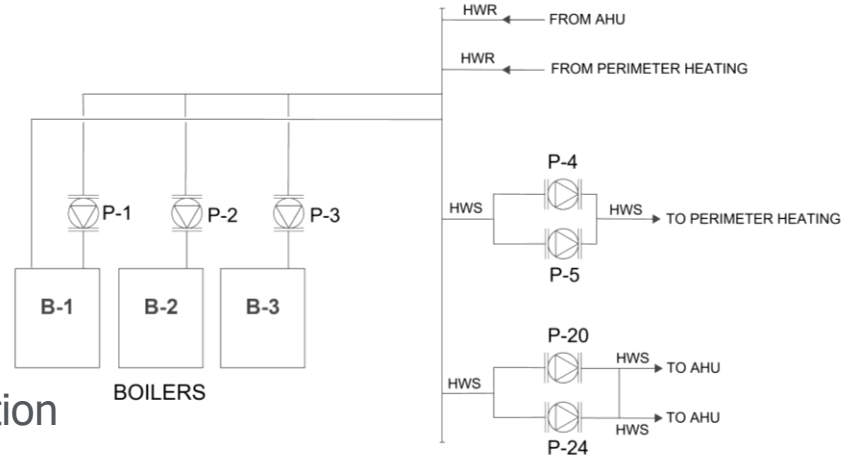 HWR
FROM AHU
HWR
FROM PERIMETER HEATING
P-1
P-2
P-3
B-1
B-2
B-3
BOILERS
tion
P-4
HWS
HWS
TO PERIMETER HEATING
P-5
P-20
HWS
TO AHU
HWS
HWS
TO AHU
P-24